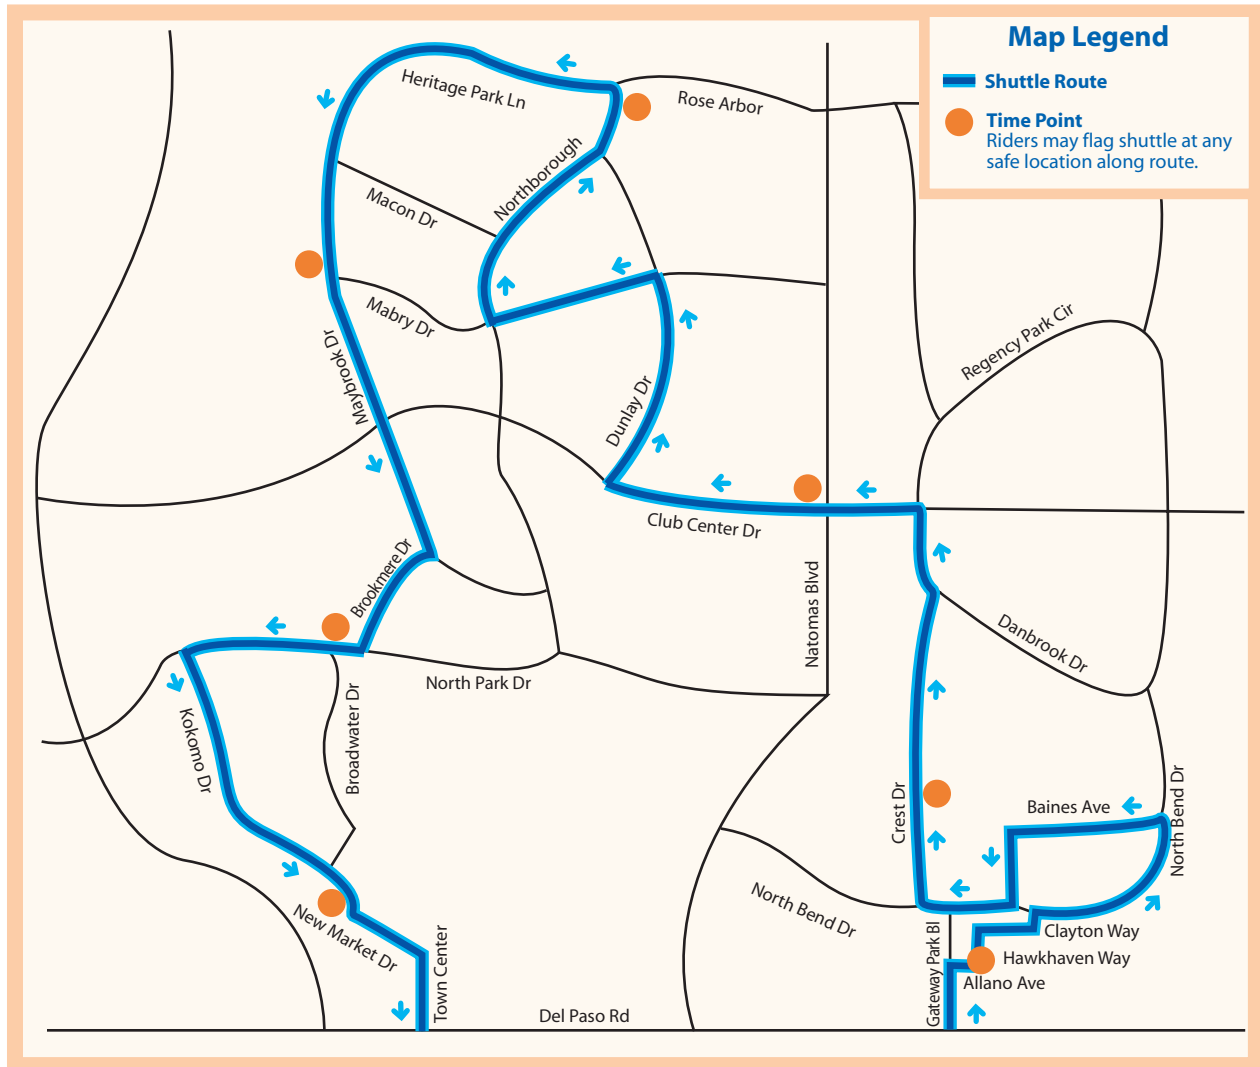 Map Legend
Shuttle Route
Time Point
Riders may flag shuttle at any
safe location along route.
Heritage Park Ln
Rose Arbor
Northborough
Macon Dr
Mabry Dr
Maybrook Dr
Dunlay Dr
Regency Park Cir
Club Center Dr
Natomas Blvd
Brookmere Dr
Danbrook Dr
North Park Dr
Broadwater Dr
Kokomo Dr
Crest Dr
Baines Ave
North Bend Dr
North Bend Dr
New Market Dr
Town Center
Clayton Way
Hawkhaven Way
Allano Ave
Gateway Park Bl
Del Paso Rd